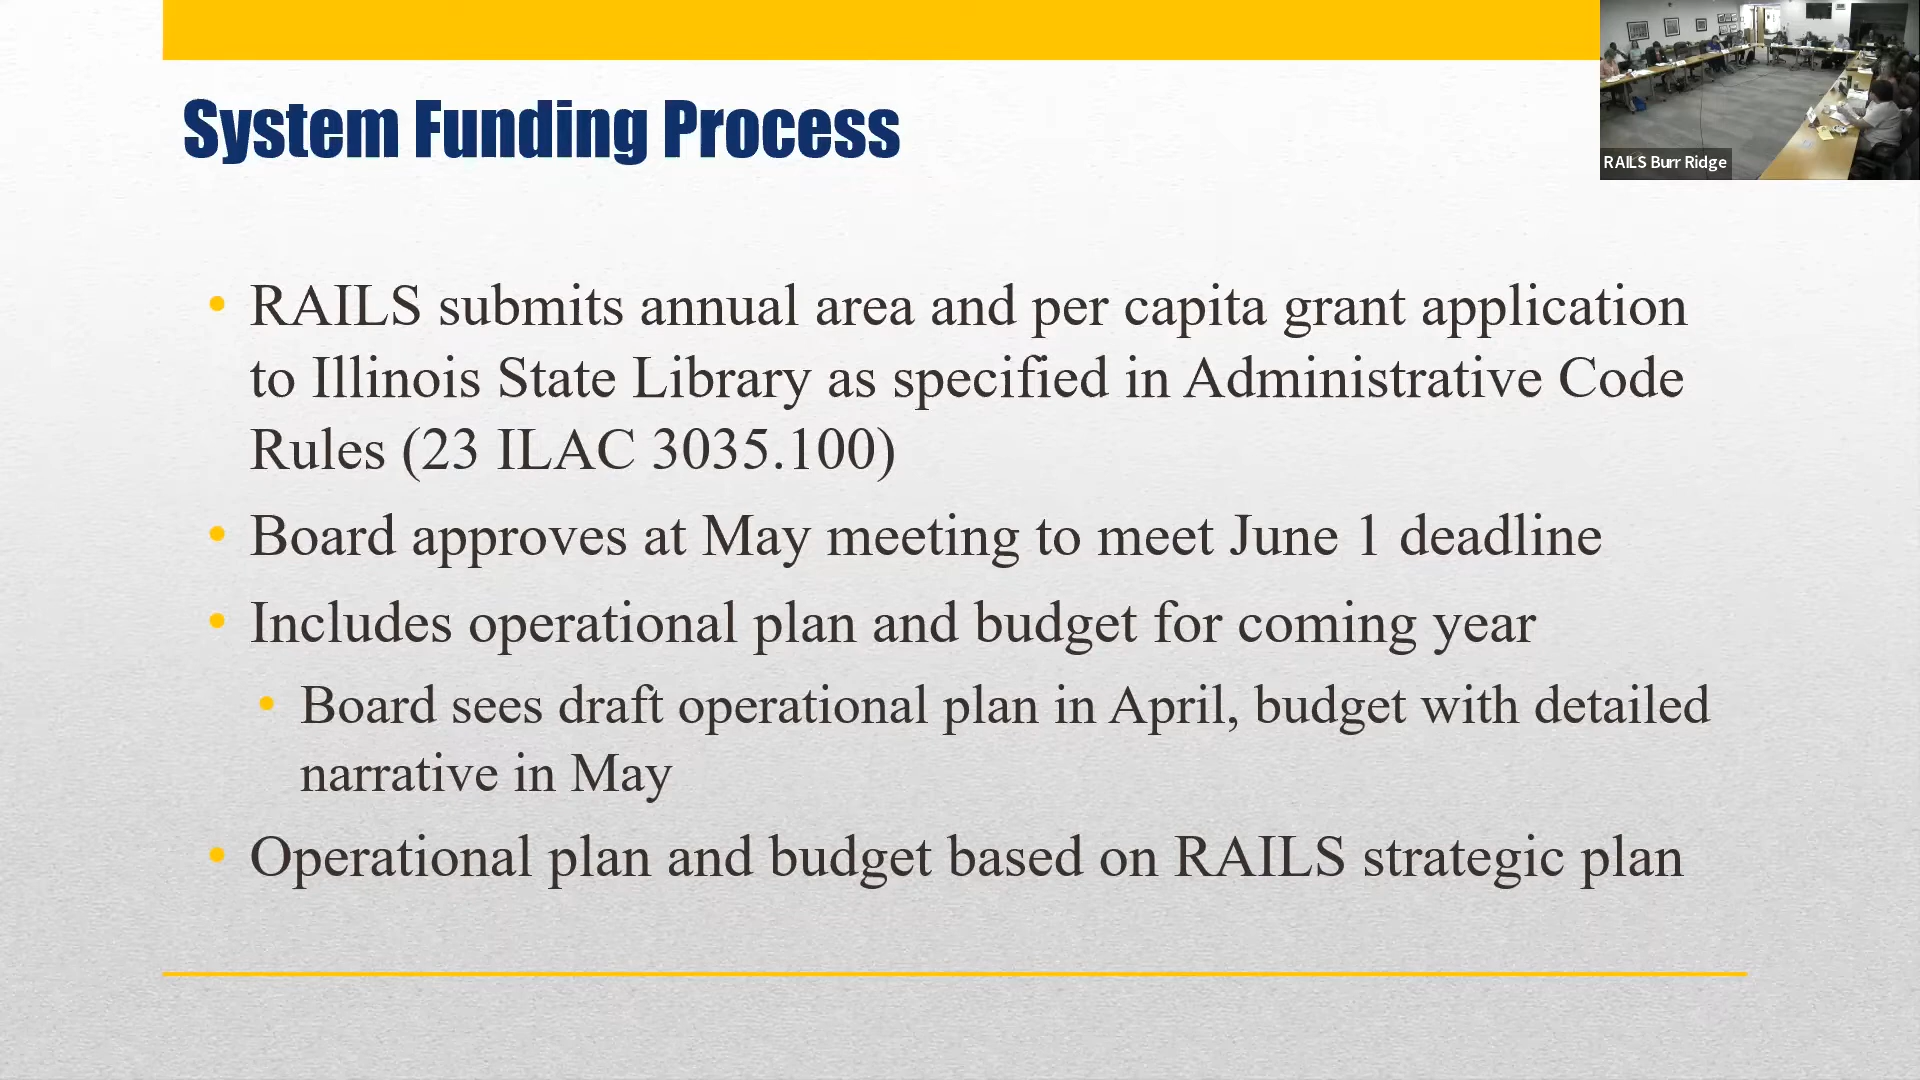 System Funding Process
RAILS Burr Ridge
• RAILS submits annual area and per capita grant application
to Illinois State Library as specified in Administrative Code
Rules (23 ILAC 3035.100)
• Board approves at May meeting to meet June 1 deadline
• Includes operational plan and budget for coming year
• Board sees draft operational plan in April, budget with detailed
narrative in May
• Operational plan and budget based on RAILS strategic plan